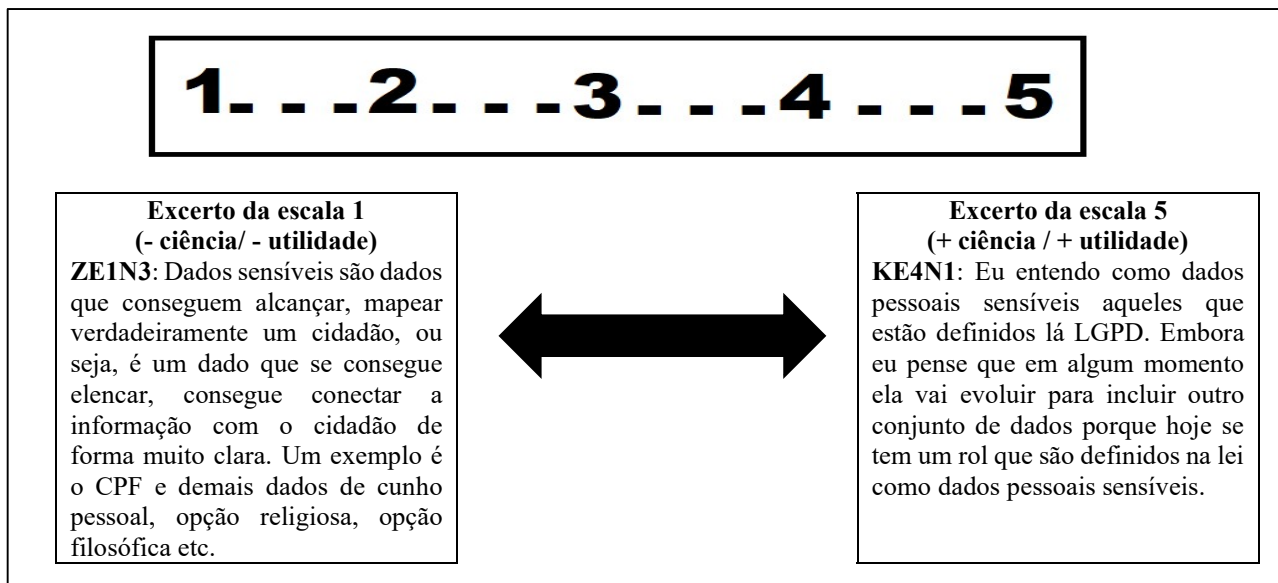 1- - -2- - -3- - -4 - - -5
Excerto da escala 1
(- ciência/ - utilidade)
ZE1N3: Dados sensíveis são dados
que conseguem alcançar, mapear
verdadeiramente um cidadão, ou
seja, é um dado que se consegue
elencar, consegue conectar a
informação com o cidadão de
forma muito clara. Um exemplo é
o CPF e demais dados de cunho
pessoal, opção religiosa, opção
filosófica etc.
Excerto da escala 5
(+ ciência / + utilidade)
KE4N1: Eu entendo como dados
pessoais sensíveis aqueles que
estão definidos lá LGPD. Embora
eu pense que em algum momento
ela vai evoluir para incluir outro
conjunto de dados porque hoje se
tem um rol que são definidos na lei
como dados pessoais sensíveis.